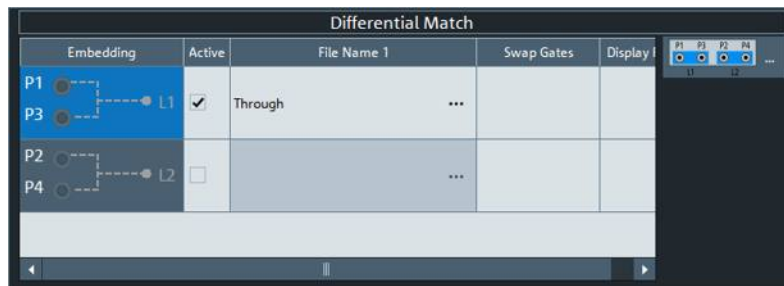 Differential Match
Embedding Active File Name 1 Swap Gates Display
P1 P3 P2 P4
...
L1 L2
P1
L1
P3
Through ...
P2
L2
P4
...